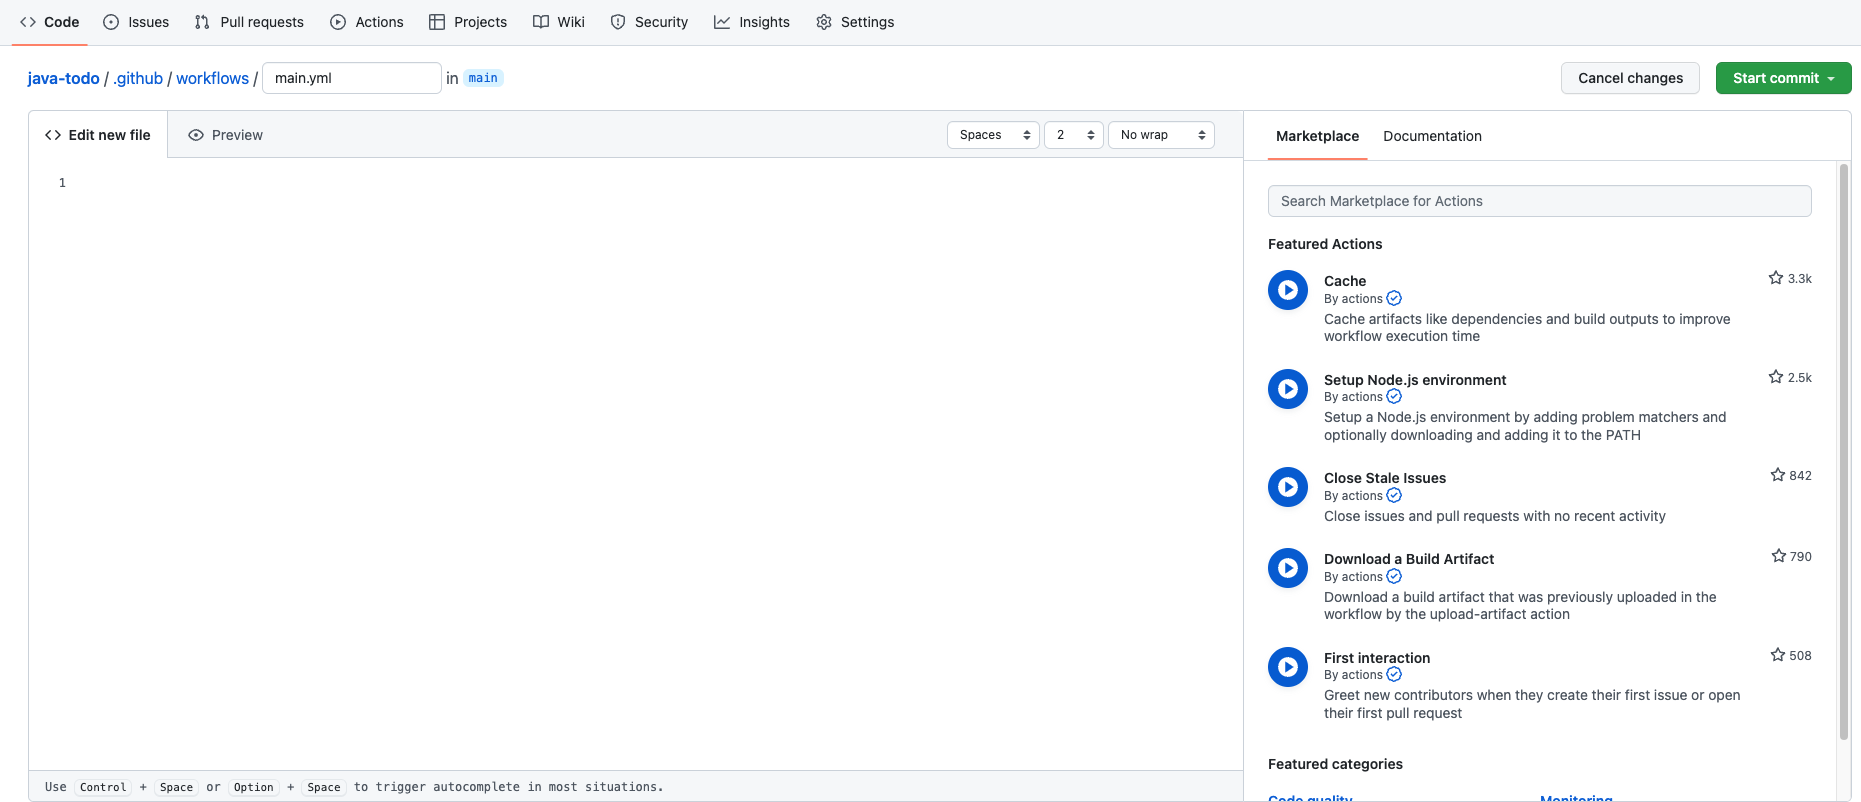 Code Issues Pull requests Actions Projects Wiki Security Insights Settings
java-todo / .github / workflows / main.yml in main Cancel changes Start commit
Edit new file Preview Spaces 2 No wrap
1
Marketplace Documentation
Search Marketplace for Actions
Featured Actions
Cache 3.3k
By actions
Cache artifacts like dependencies and build outputs to improve
workflow execution time
Setup Node.js environment 2.5k
By actions
Setup a Node.js environment by adding problem matchers and
optionally downloading and adding it to the PATH
Close Stale Issues 842
By actions
Close issues and pull requests with no recent activity
Download a Build Artifact 790
By actions
Download a build artifact that was previously uploaded in the
workflow by the upload-artifact action
First interaction 508
By actions
Greet new contributors when they create their first issue or open
their first pull request
Featured categories
Code quality Monitoring
Use Control + Space or Option + Space to trigger autocomplete in most situations.